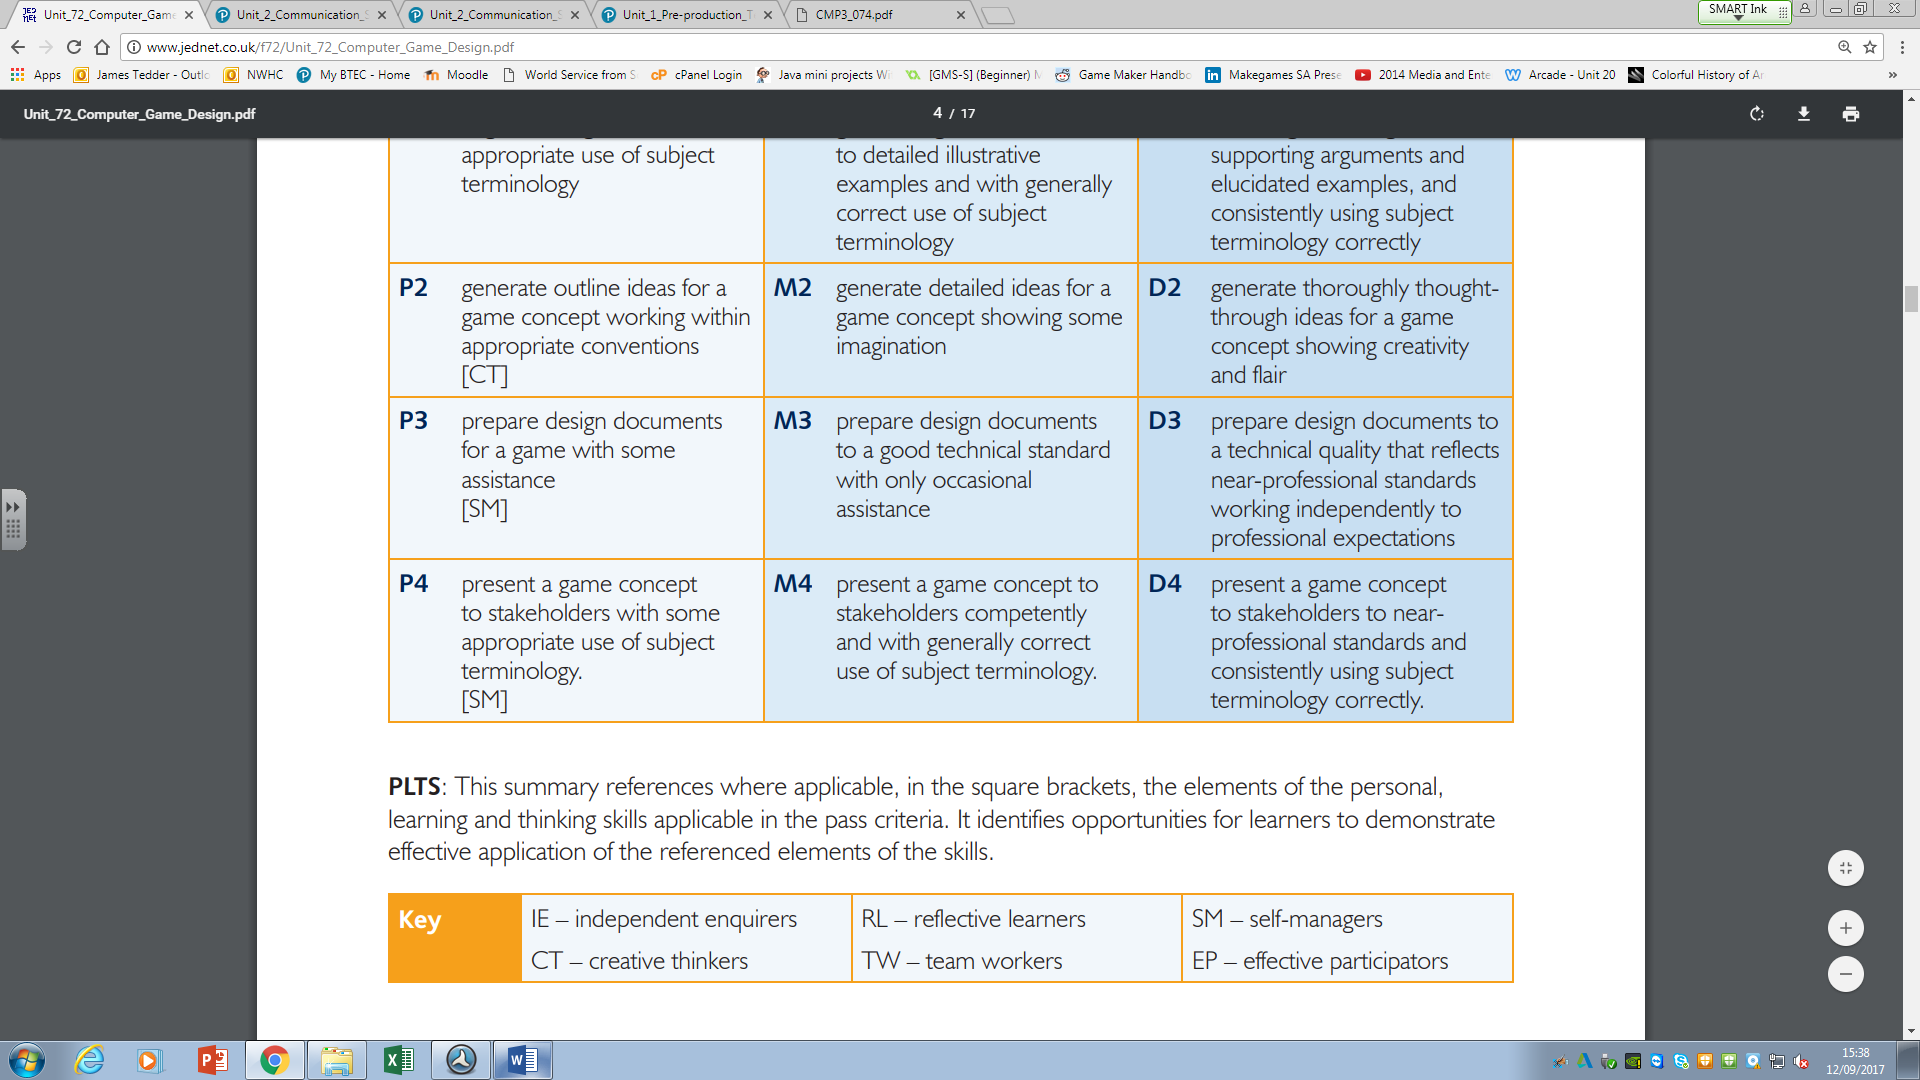 Unit_72_Computer_Game_
Unit_2_Communication_S
Unit_2_Communication_S
Unit_1_Pre-production_T
CMP3_074.pdf
SMART Ink
www.jednet.co.uk/f72/Unit_72_Computer_Game_Design.pdf
Apps
James Tedder - Outlo
NWHC
My BTEC - Home
Moodle
World Service from S
cPanel Login
Java mini projects Wi
[GMS-S] (Beginner)
Game Maker Handbo
Makegames SA Prese
2014 Media and Ente
Arcade - Unit 20
Colorful History of Ar
Unit_72_Computer_Game_Design.pdf
4 / 17
appropriate use of subject
terminology
to detailed illustrative
examples and with generally
correct use of subject
terminology
supporting arguments and
elucidated examples, and
consistently using subject
terminology correctly
P2 generate outline ideas for a
game concept working within
appropriate conventions
[CT]
M2 generate detailed ideas for a
game concept showing some
imagination
D2 generate thoroughly thought-
through ideas for a game
concept showing creativity
and flair
P3 prepare design documents
for a game with some
assistance
[SM]
M3 prepare design documents
to a good technical standard
with only occasional
assistance
D3 prepare design documents to
a technical quality that reflects
near-professional standards
working independently to
professional expectations
P4 present a game concept
to stakeholders with some
appropriate use of subject
terminology.
[SM]
M4 present a game concept to
stakeholders competently
and with generally correct
use of subject terminology.
D4 present a game concept
to stakeholders to near-
professional standards and
consistently using subject
terminology correctly.
PLTS: This summary references where applicable, in the square brackets, the elements of the personal,
learning and thinking skills applicable in the pass criteria. It identifies opportunities for learners to demonstrate
effective application of the referenced elements of the skills.
Key
IE – independent enquirers
CT – creative thinkers
RL – reflective learners
TW – team workers
SM – self-managers
EP – effective participators
15:38
12/09/2017